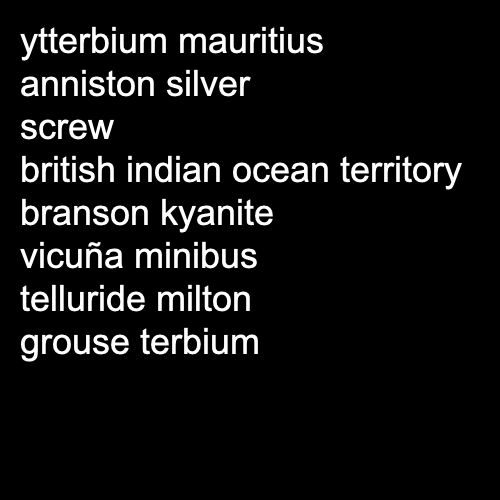 ytterbium mauritius
anniston silver
screw
british indian ocean territory
branson kyanite
vicuña minibus
telluride milton
grouse terbium